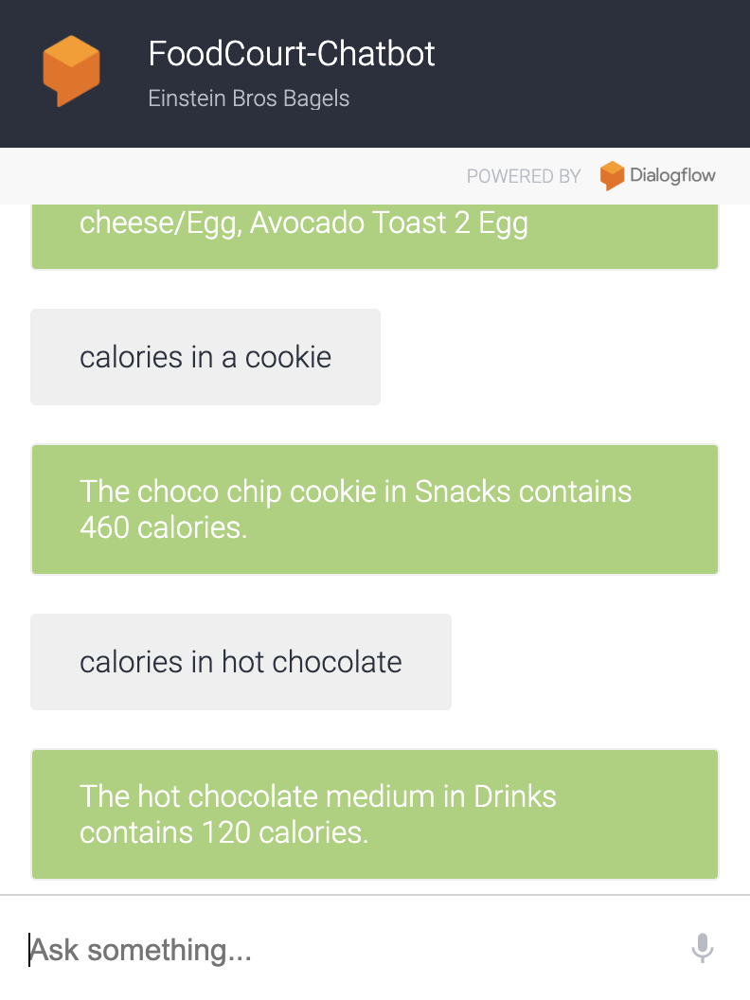 FoodCourt-Chatbot
Einstein Bros Bagels
POWERED BY Dialogflow
cheese/Egg, Avocado Toast 2 Egg
calories in a cookie
The choco chip cookie in Snacks contains
460 calories.
calories in hot chocolate
The hot chocolate medium in Drinks
contains 120 calories.
Ask something...